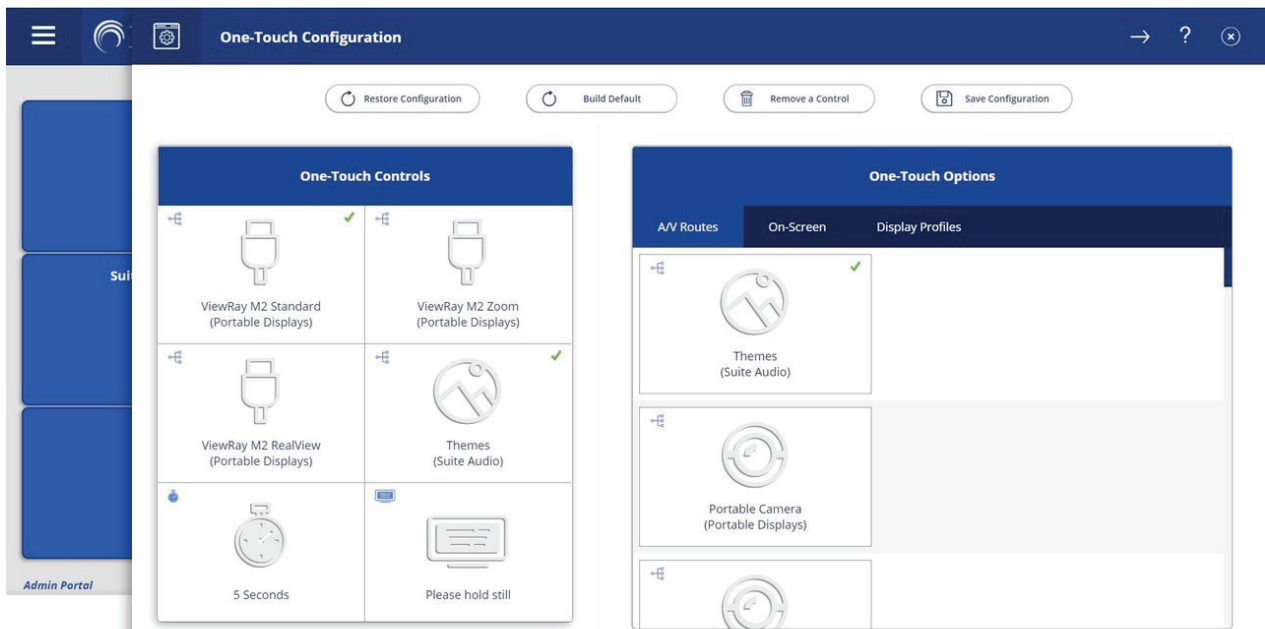 One-Touch Configuration
?
Restore Configuration
Build Default
Remove a Control
Save Configuration
One-Touch Controls
ViewRay M2 Standard
(Portable Displays)
ViewRay M2 Zoom
(Portable Displays)
ViewRay M2 RealView
(Portable Displays)
Themes
(Suite Audio)
5 Seconds
Please hold still
One-Touch Options
A/V Routes
On-Screen
Display Profiles
Themes
(Suite Audio)
Portable Camera
(Portable Displays)
Admin Portal